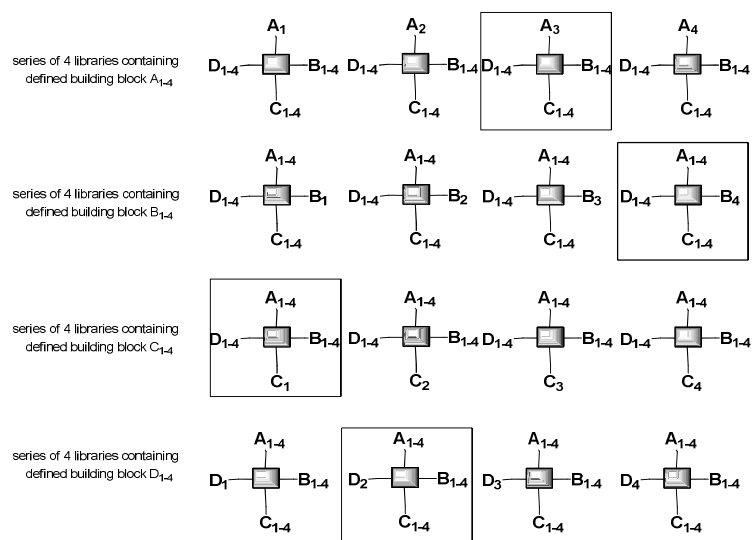 A1 A2 A3 A4
series of 4 libraries containing
defined building block A1-4
D1-4 B1-4 D1-4 B1-4 D1-4 B1-4 D1-4 B1-4
C1-4 C1-4 C1-4 C1-4
A1-4 A1-4 A1-4 A1-4
series of 4 libraries containing
defined building block B1-4
D1-4 B1 D1-4 B2 D1-4 B3 D1-4 B4
C1-4 C1-4 C1-4 C1-4
A1-4 A1-4 A1-4 A1-4
series of 4 libraries containing
defined building block C1-4
D1-4 B1-4 D1-4 B1-4 D1-4 B1-4 D1-4 B1-4
C1 C2 C3 C4
A1-4 A1-4 A1-4 A1-4
series of 4 libraries containing
defined building block D1-4
D1 B1-4 D2 B1-4 D3 B1-4 D4 B1-4
C1-4 C1-4 C1-4 C1-4